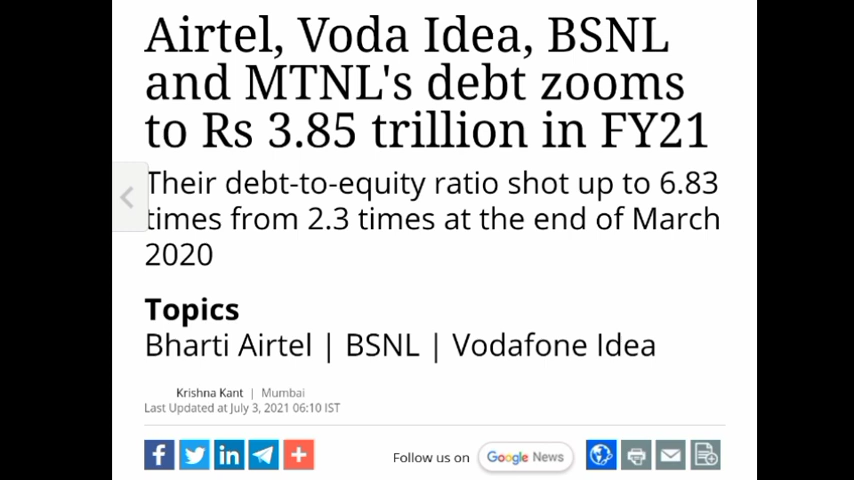 Airtel, Voda Idea, BSNL
and MTNL's debt zooms
to Rs 3.85 trillion in FY21
Their debt-to-equity ratio shot up to 6.83
times from 2.3 times at the end of March
2020
Topics
Bharti Airtel | BSNL | Vodafone Idea
Krishna Kant | Mumbai
Last Updated at July 3, 2021 06:10 IST
Follow us on Google News